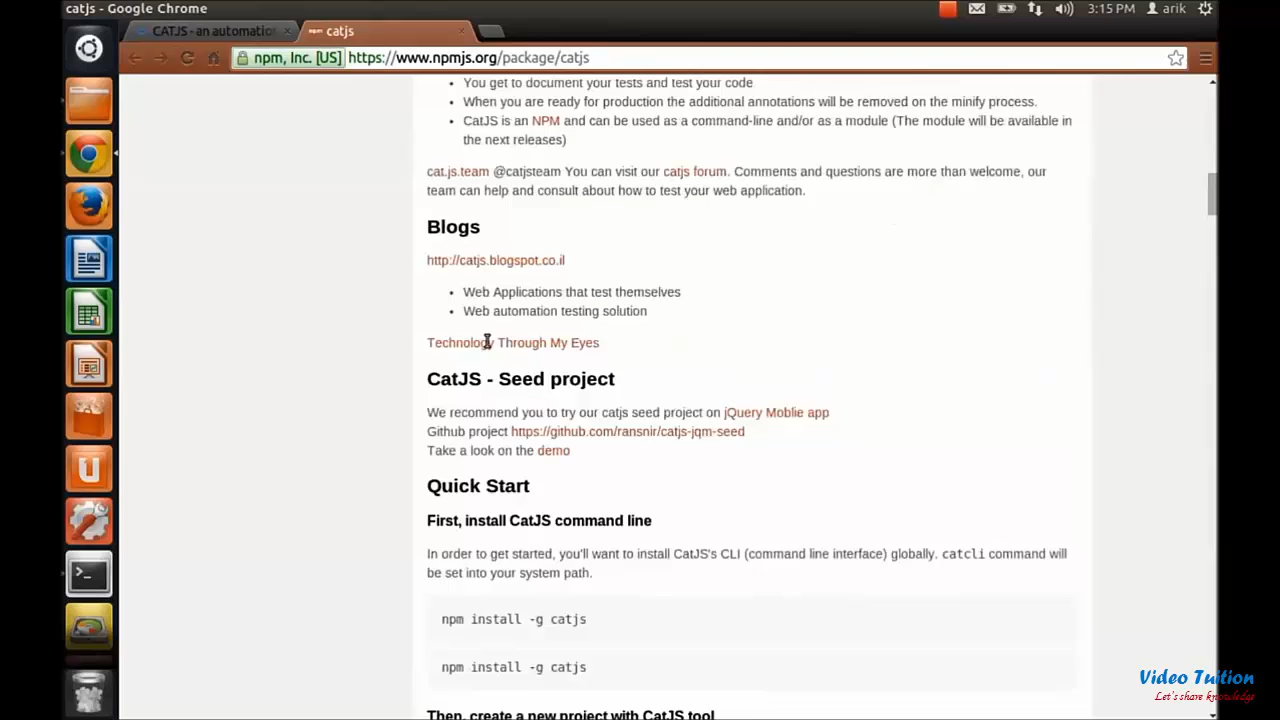 catjs - Google Chrome
3:15 PM
arik
CATJS - an automatio
catjs
npm, Inc. [US]
https://www.npmjs.org/package/catjs
• You get to document your tests and test your code
• When you are ready for production the additional annotations will be removed on the minify process.
• CatJS is an NPM and can be used as a command-line and/or as a module (The module will be available in
the next releases)
cat.js.team @catjsteam You can visit our catjs forum. Comments and questions are more than welcome, our
team can help and consult about how to test your web application.
Blogs
http://catjs.blogspot.co.il
• Web Applications that test themselves
• Web automation testing solution
Technology Through My Eyes
CatJS - Seed project
We recommend you to try our catjs seed project on jQuery Moblie app
Github project https://github.com/ransnir/catjs-jqm-seed
Take a look on the demo
Quick Start
First, install CatJS command line
In order to get started, you'll want to install CatJS's CLI (command line interface) globally. catcli command will
be set into your system path.
npm install -g catjs
npm install -g catjs
Then, create a new project with CatJS tool
Video Tuition
Let's share knowledge